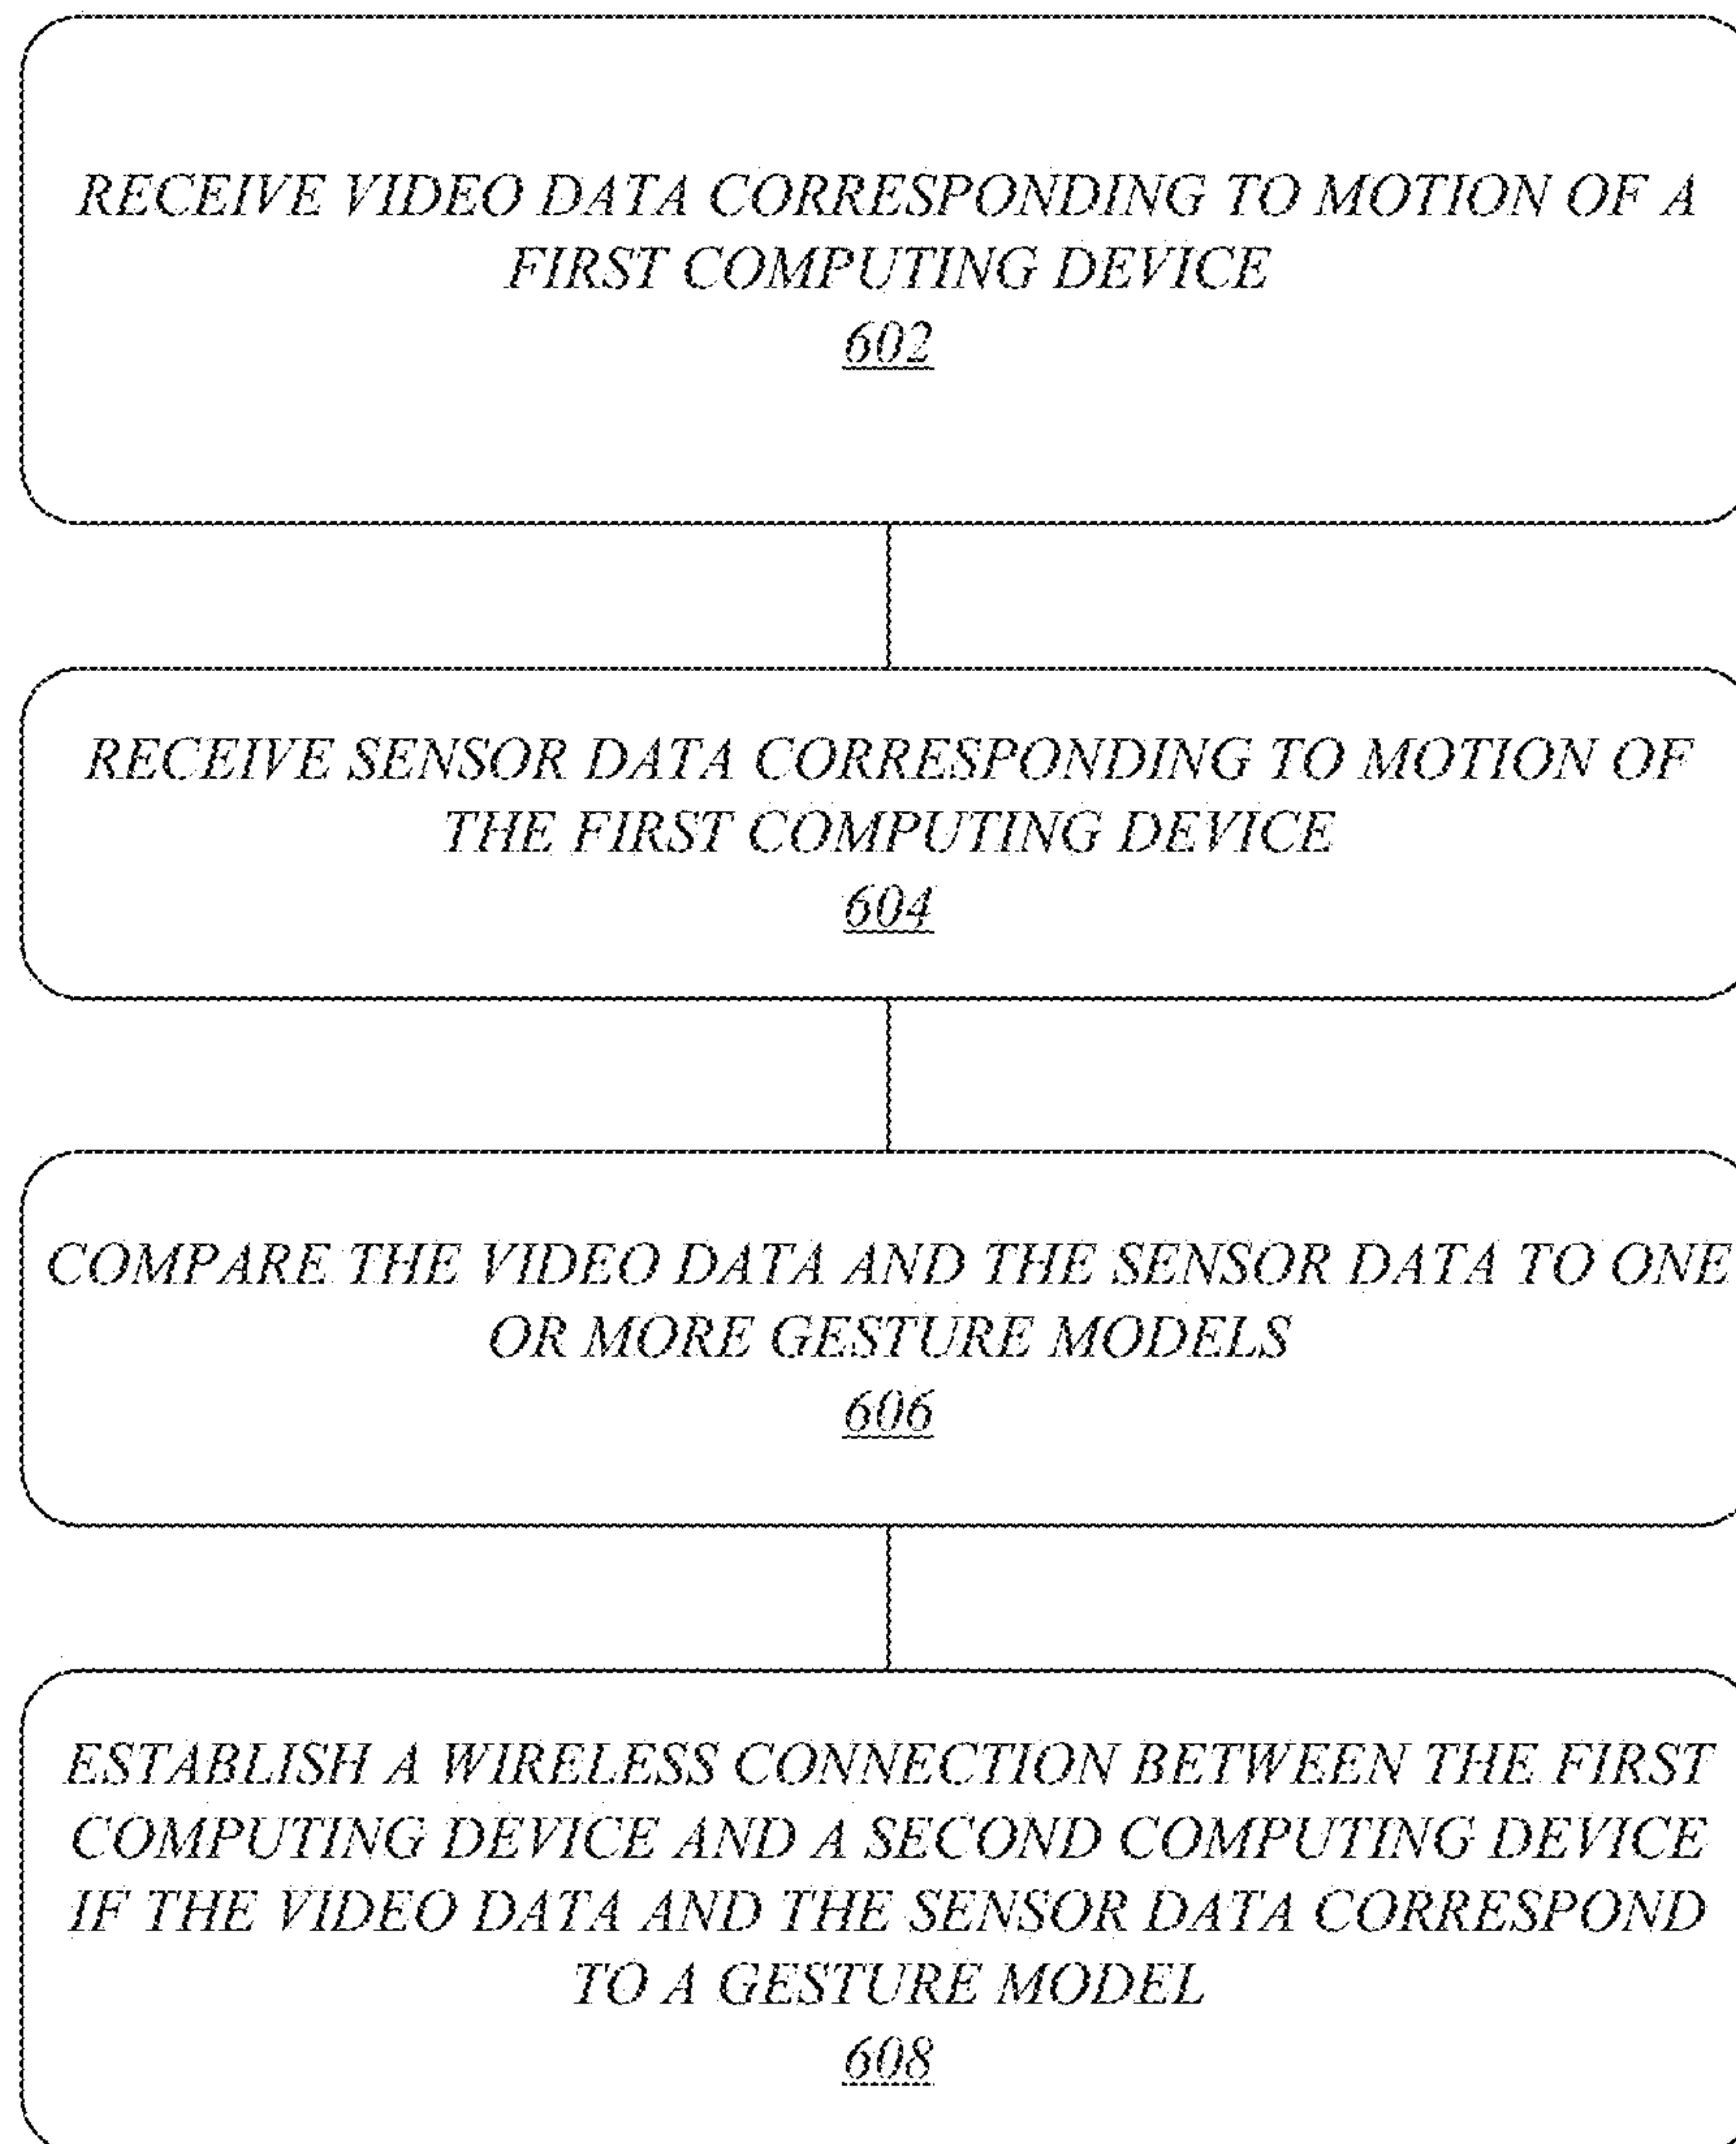 RECEIVE VIDEO DATA CORRESPONDING TO MOTION OF A
FIRST COMPUTING DEVICE
602
RECEIVE SENSOR DATA CORRESPONDING TO MOTION OF
THE FIRST COMPUTING DEVICE
604
COMPARE THE VIDEO DATA AND THE SENSOR DATA TO ONE
OR MORE GESTURE MODELS
606
ESTABLISH A WIRELESS CONNECTION BETWEEN THE FIRST
COMPUTING DEVICE AND A SECOND COMPUTING DEVICE
IF THE VIDEO DATA AND THE SENSOR DATA CORRESPOND
TO A GESTURE MODEL
608